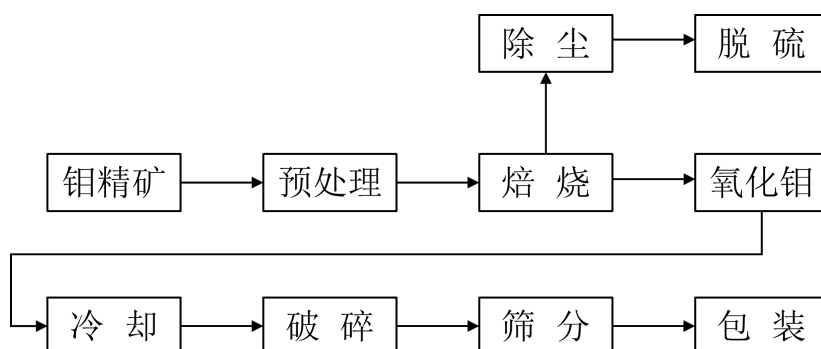 除 尘 脱 硫
钼精矿 预处理 焙 烧 氧化钼
冷 却 破 碎 筛 分 包 装